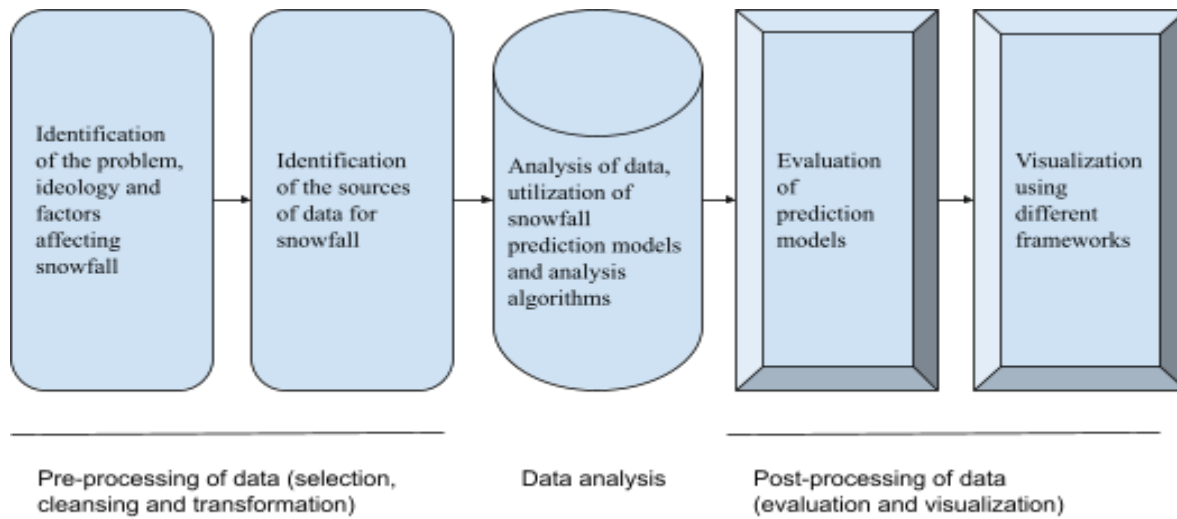 Identification
of the problem,
ideology and
factors
affecting
snowfall
Identification
of the sources
of data for
snowfall
Analysis of data,
utilization of
snowfall
prediction models
and analysis
algorithms
Evaluation
of
prediction
models
Visualization
using
different
frameworks
Pre-processing of data (selection,
cleansing and transformation)
Data analysis
Post-processing of data
(evaluation and visualization)